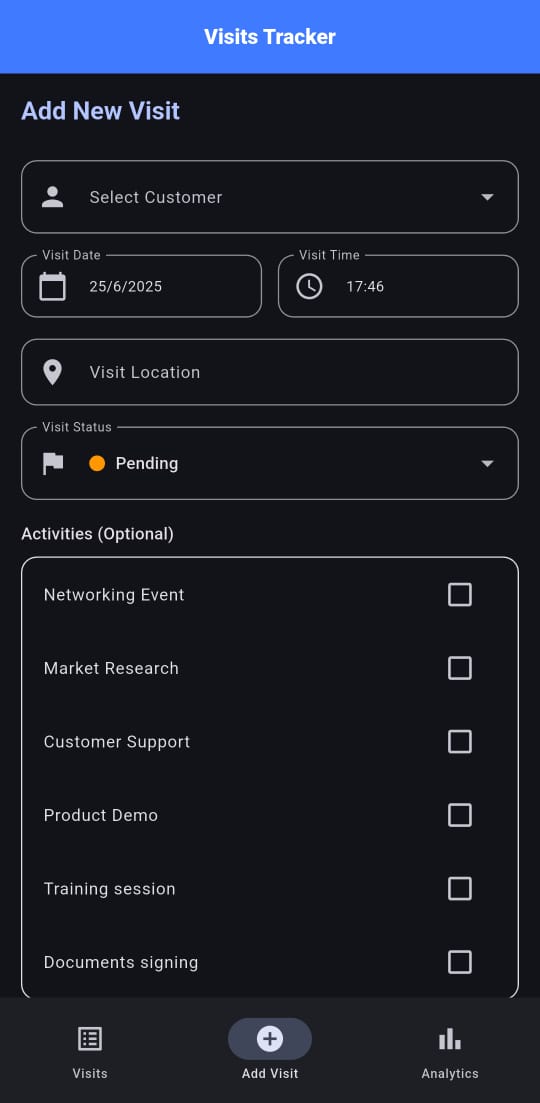 Visits Tracker
Add New Visit
Select Customer
Visit Date
Visit Time
25/6/2025
17:46
Visit Location
Visit Status
Pending
Activities (Optional)
Networking Event
Market Research
Customer Support
Product Demo
Training session
Documents signing
Visits
Add Visit
Analytics